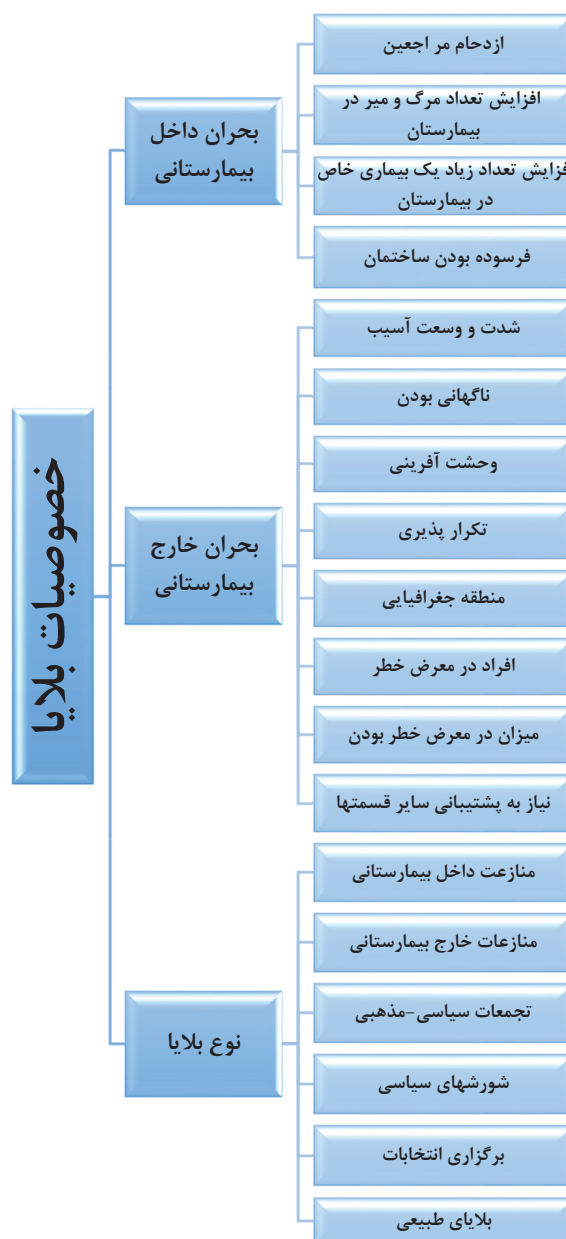 خصوصیات بلایا
بحران داخل
بیمارستانی
ازدحام مر اجعین
افزایش تعداد مرگ و میر در
بیمارستان
فزایش تعداد زیاد یک بیماری خاص
در بیمارستان
فرسوده بودن ساختمان
بحران خارج
بیمارستانی
شدت و وسعت آسیب
ناگهانی بودن
وحشت آفرینی
تکرار پذیری
منطقه جغرافیایی
افراد در معرض خطر
میزان در معرض خطر بودن
نیاز به پشتیبانی سایر قسمتها
نوع بلایا
منازعت داخل بیمارستانی
منازعات خارج بیمارستانی
تجمعات سیاسی-مذهبی
شورشهای سیاسی
برگزاری انتخابات
بلایای طبیعی